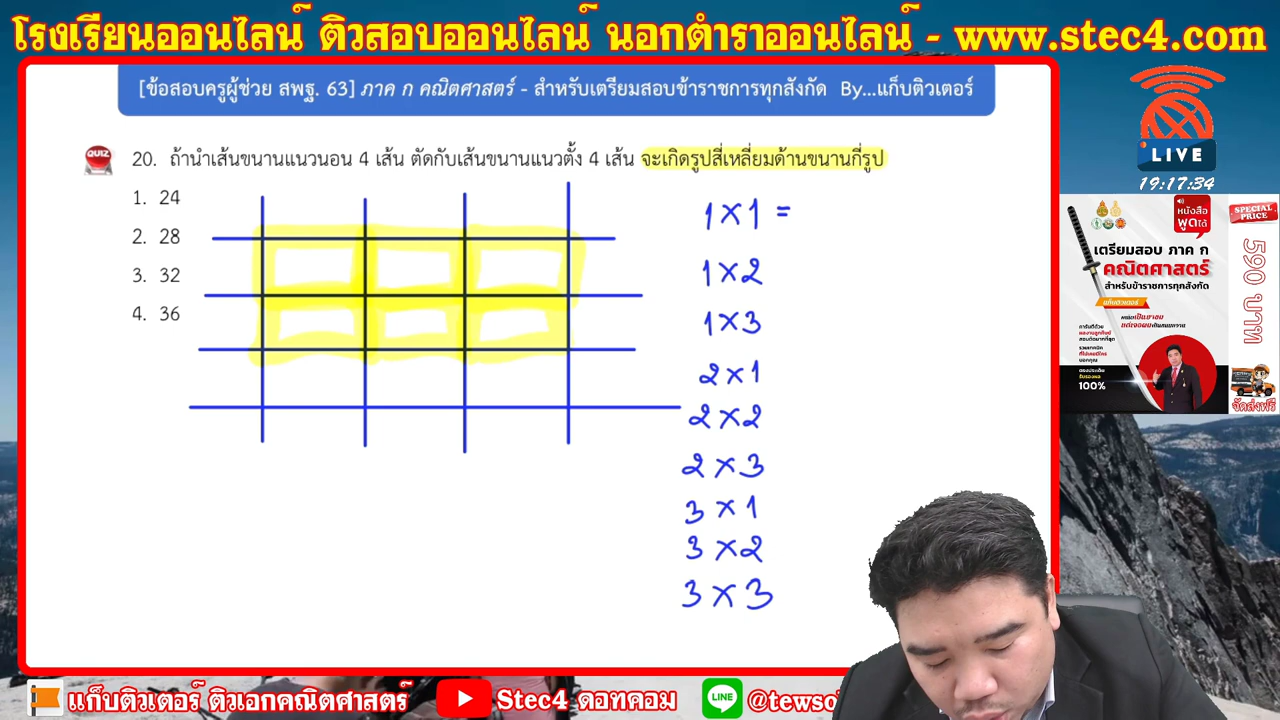 โรงเรียนออนไลน์ ติวสอบออนไลน์ นอกตำราออนไลน์ - www.stec4.com
[ข้อสอบครูผู้ช่วย สพฐ. 63] ภาค ก คณิตศาสตร์ - สำหรับเตรียมสอบข้าราชการทุกสังกัด By...แก็บติวเตอร์
QUIZ
20. ถ้านำเส้นขนานแนวนอน 4 เส้น ตัดกับเส้นขนานแนวตั้ง 4 เส้น จะเกิดรูปสี่เหลี่ยมด้านขนานกี่รูป
1. 24
2. 28
3. 32
4. 36
1 × 1 =
1 × 2
1 × 3
2 × 1
2 × 2
2 × 3
3 × 1
3 × 2
3 × 3
LIVE
19:17:34
หนังสือ
พูดได้
SPECIAL
PRICE
เตรียมสอบ ภาค ก
คณิตศาสตร์
สำหรับข้าราชการทุกสังกัด
แก็บติวเตอร์
100%
590 บาท
จัดส่งฟรี
แก็บติวเตอร์ ติวเอกคณิตศาสตร์
Stec4 ดอทคอม
LINE